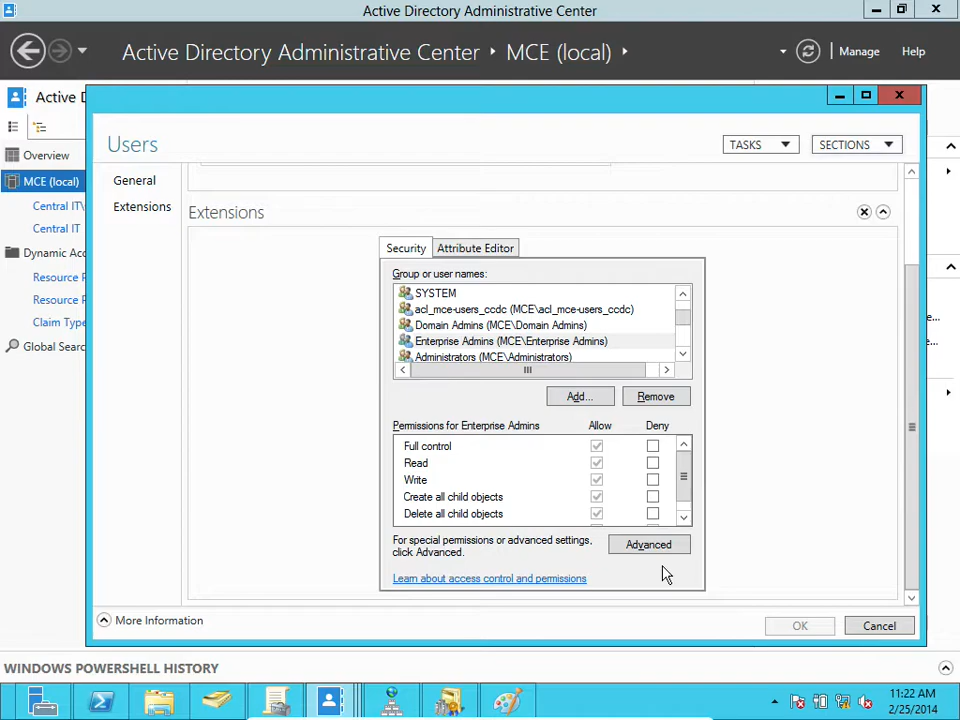 Active Directory Administrative Center
Active Directory Administrative Center MCE (local)
Manage
Help
Active D
Overview
MCE (local)
Central IT\
Central IT
Dynamic Acc
Resource P
Resource P
Claim Type
Global Searc
Users
TASKS
SECTIONS
General
Extensions
Extensions
Security
Attribute Editor
Group or user names:
SYSTEM
acl_mce-users_ccdc (MCE\acl_mce-users_ccdc)
Domain Admins (MCE\Domain Admins)
Enterprise Admins (MCE\Enterprise Admins)
Administrators (MCE\Administrators)
Add...
Remove
Permissions for Enterprise Admins Allow Deny
Full control
Read
Write
Create all child objects
Delete all child objects
For special permissions or advanced settings,
click Advanced.
Advanced
Learn about access control and permissions
More Information
OK
Cancel
WINDOWS POWERSHELL HISTORY
11:22 AM
2/25/2014